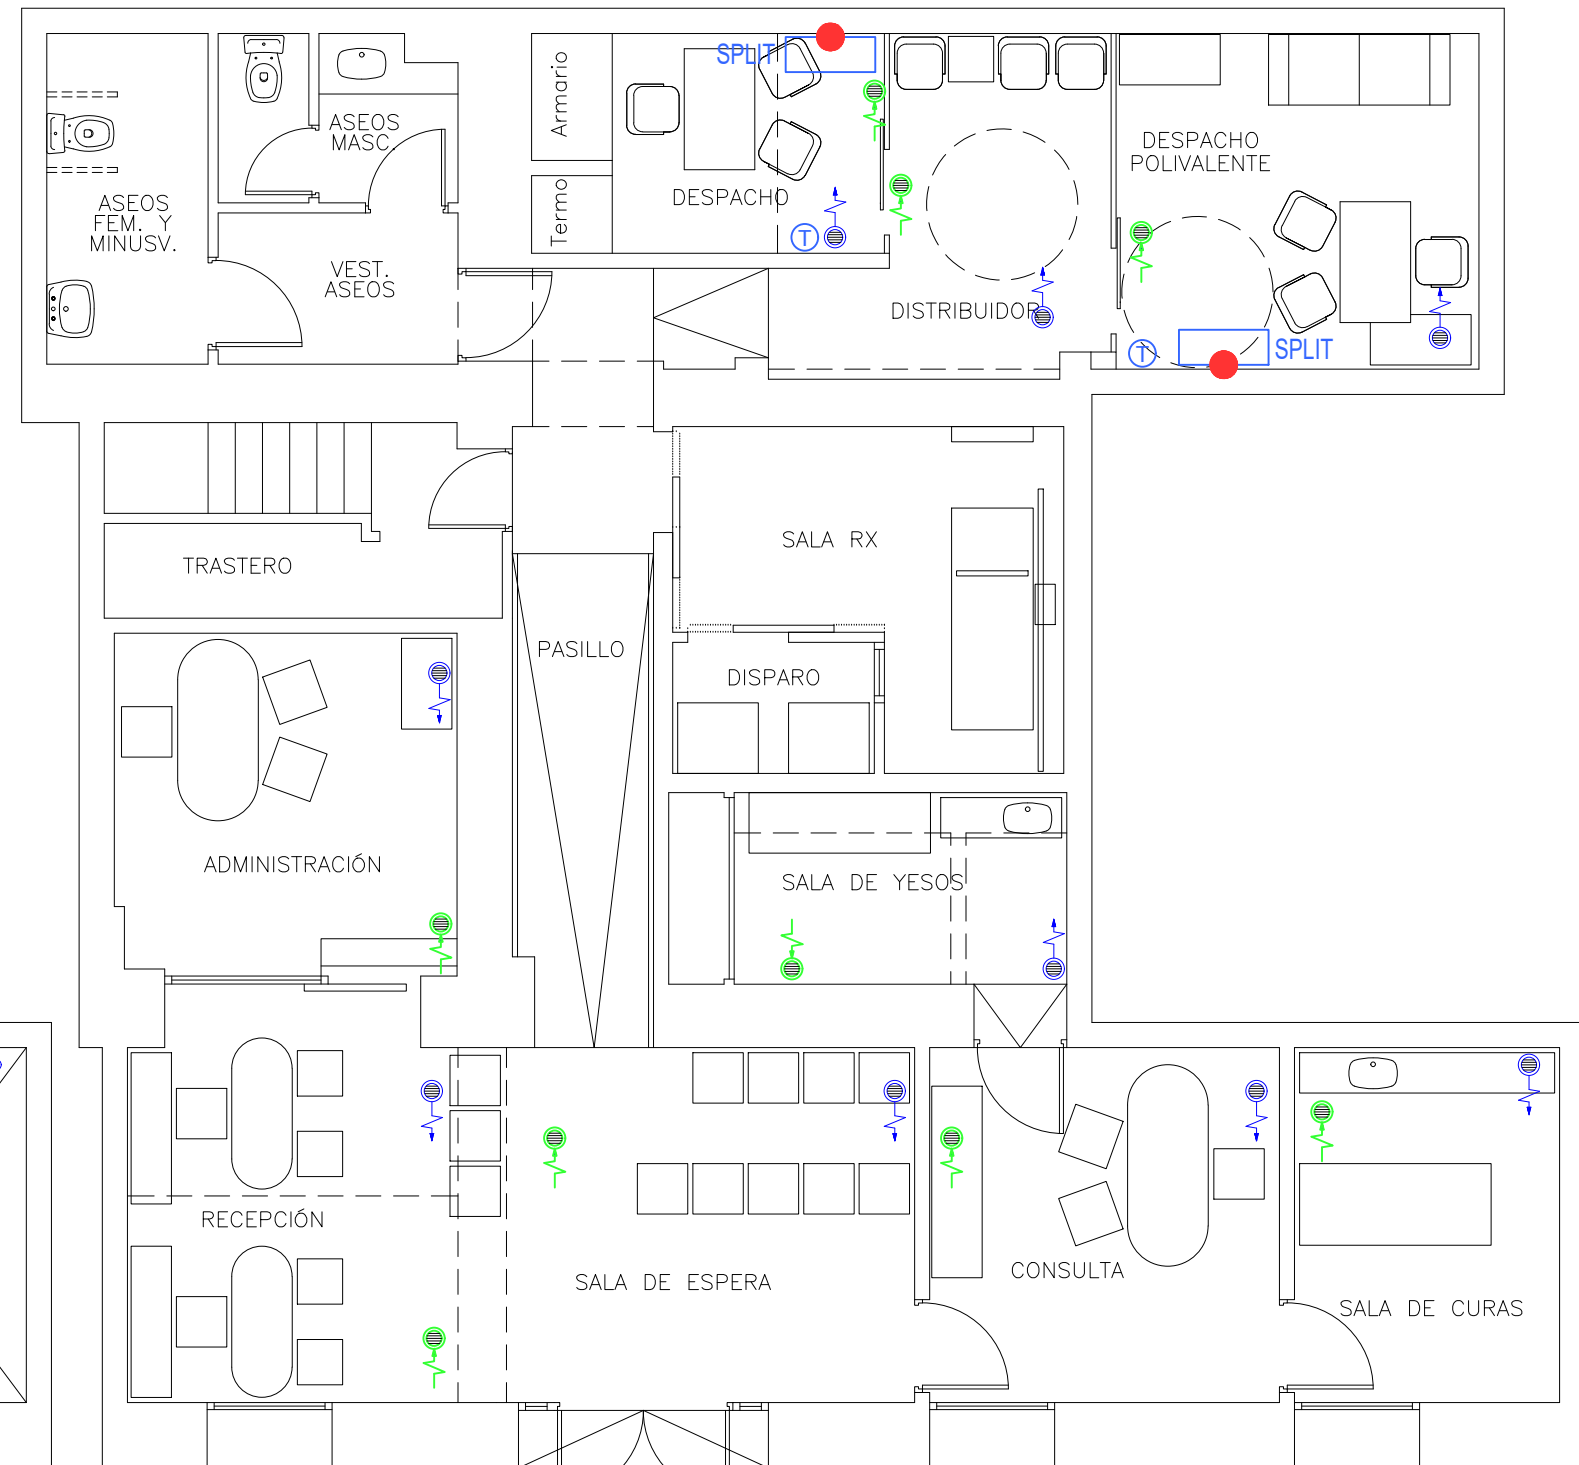 SPLIT
Armario
ASEOS
MASC.
DESPACHO
POLIVALENTE
Termo
DESPACHO
ASEOS
FEM. Y
MINUSV.
T
VEST.
ASEOS
DISTRIBUIDOR
T
SPLIT
SALA RX
TRASTERO
PASILLO
DISPARO
ADMINISTRACIÓN
SALA DE YESOS
RECEPCIÓN
SALA DE ESPERA
CONSULTA
SALA DE CURAS